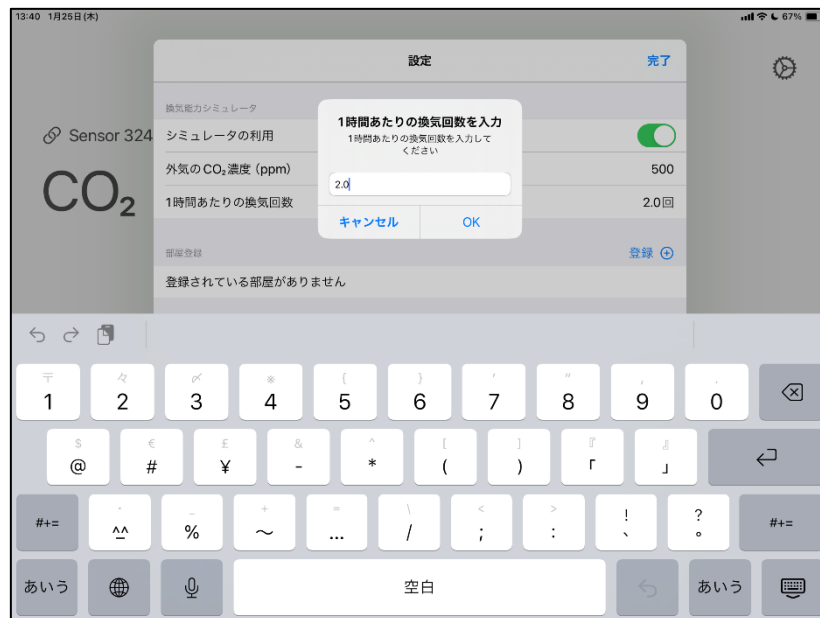 13:40 1月25日(木)
67%
設定
完了
換気能力シミュレータ
Sensor 324
シミュレータの利用
外気のCO₂濃度 (ppm)
500
CO₂
1時間あたりの換気回数
2.0回
1時間あたりの換気回数を入力
1時間あたりの換気回数を入力して
ください
2.0
キャンセル
OK
部屋登録
登録
登録されている部屋がありません
〒 々 〆 ※ { } ′ ″ , .
1 2 3 4 5 6 7 8 9 0
$ € £ & ^ [ ] 『 』
@ # ¥ - * ( ) 「 」
· _ + = \ < > ! ?
#+= ^^ % 〜 … / ; : 、 。 #+=
あいう
空白
あいう